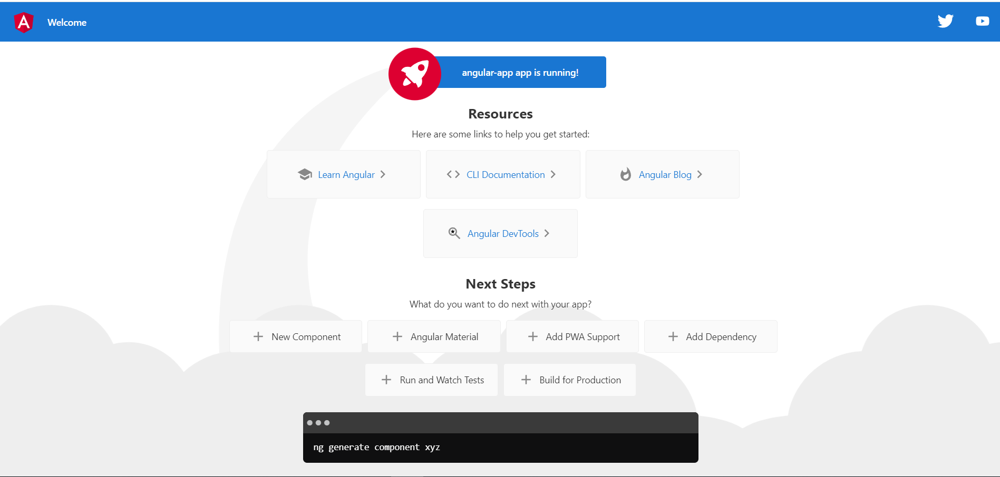 Welcome
angular-app app is running!
Resources
Here are some links to help you get started:
Learn Angular
CLI Documentation
Angular Blog
Angular DevTools
Next Steps
What do you want to do next with your app?
New Component
Angular Material
Add PWA Support
Add Dependency
Run and Watch Tests
Build for Production
ng generate component xyz